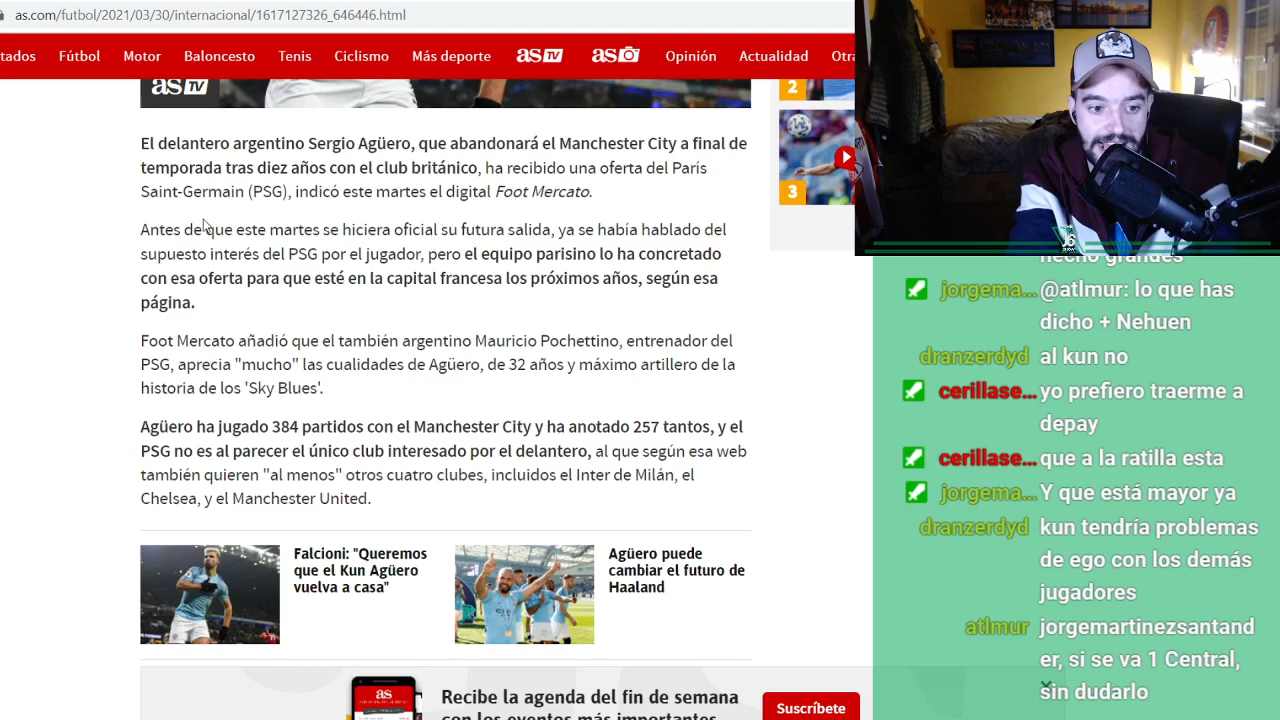 as.com/futbol/2021/03/30/internacional/1617127326_646446.html
tados Fútbol Motor Baloncesto Tenis Ciclismo Más deporte as TV as Opinión Actualidad Otra
as TV
2
3
El delantero argentino Sergio Agüero, que abandonará el Manchester City a final de
temporada tras diez años con el club británico, ha recibido una oferta del París
Saint-Germain (PSG), indicó este martes el digital Foot Mercato.
Antes de que este martes se hiciera oficial su futura salida, ya se había hablado del
supuesto interés del PSG por el jugador, pero el equipo parisino lo ha concretado
con esa oferta para que esté en la capital francesa los próximos años, según esa
página.
Foot Mercato añadió que el también argentino Mauricio Pochettino, entrenador del
PSG, aprecia "mucho" las cualidades de Agüero, de 32 años y máximo artillero de la
historia de los 'Sky Blues'.
Agüero ha jugado 384 partidos con el Manchester City y ha anotado 257 tantos, y el
PSG no es al parecer el único club interesado por el delantero, al que según esa web
también quieren "al menos" otros cuatro clubes, incluidos el Inter de Milán, el
Chelsea, y el Manchester United.
Falcioni: "Queremos
que el Kun Agüero
vuelva a casa"
Agüero puede
cambiar el futuro de
Haaland
as
Recibe la agenda del fin de semana
con los eventos más importantes
Suscríbete
hecho grandes
jorgema... @atlmur: lo que has
dicho + Nehuen
dranzerdyd al kun no
cerillase... yo prefiero traerme a
depay
cerillase... que a la ratilla esta
jorgema... Y que está mayor ya
dranzerdyd kun tendría problemas
de ego con los demás
jugadores
atlmur jorgemartinezsantand
er, si se va 1 Central,
sin dudarlo